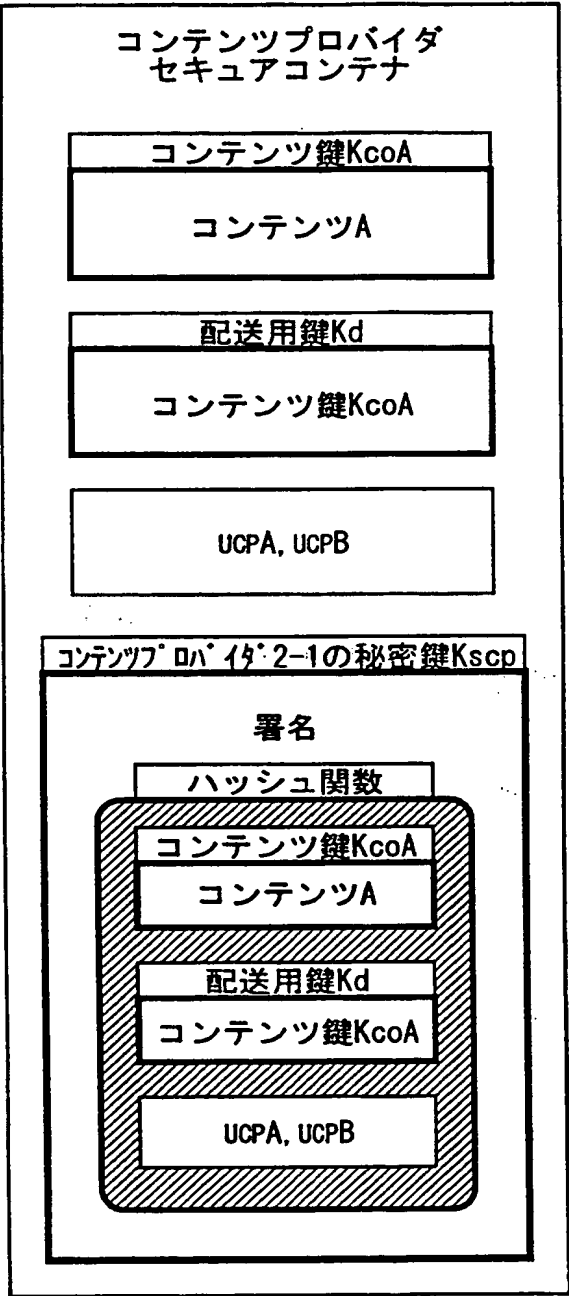 コンテンツプロバイダ
セキュアコンテナ
コンテンツ鍵KcoA
コンテンツA
配送用鍵Kd
コンテンツ鍵KcoA
UCPA, UCPB
コンテンツプロバイダ2-1の秘密鍵Kscp
署名
ハッシュ関数
コンテンツ鍵KcoA
コンテンツA
配送用鍵Kd
コンテンツ鍵KcoA
UCPA, UCPB